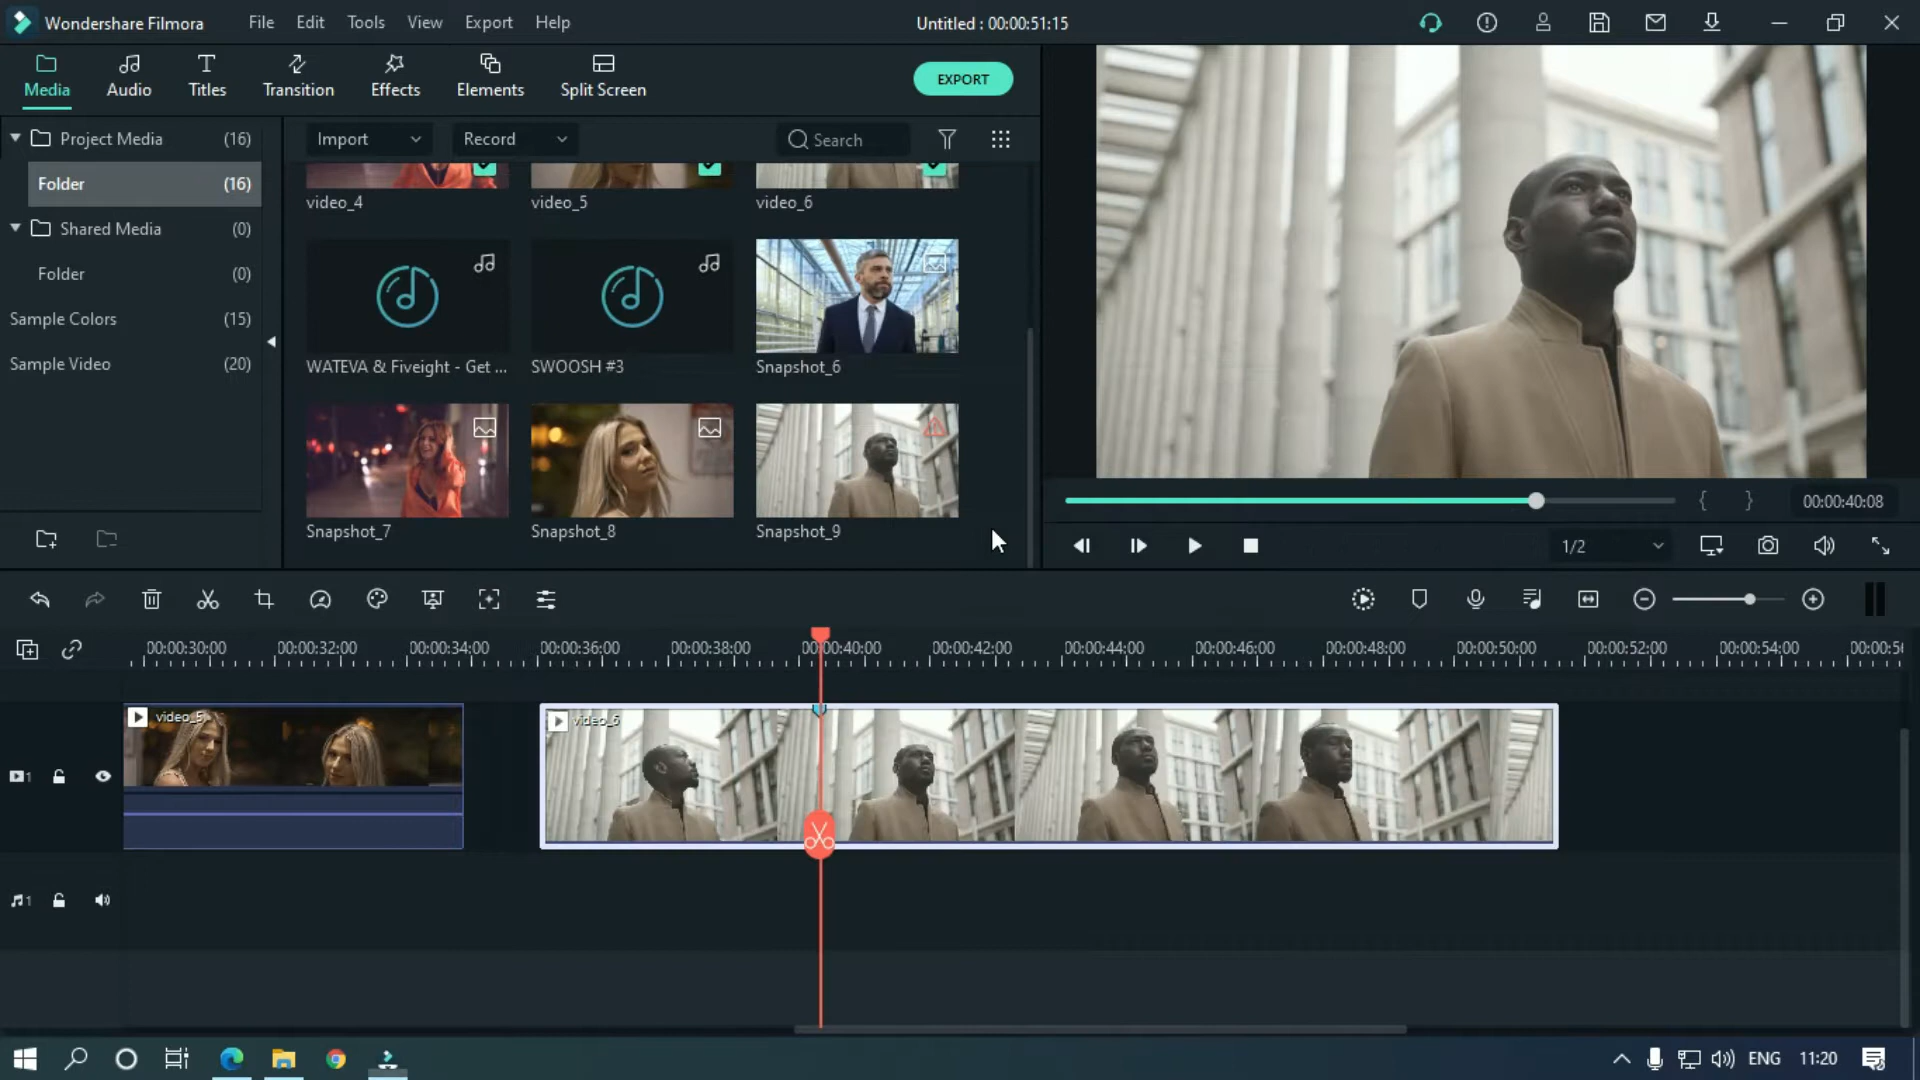 Wondershare Filmora File Edit Tools View Export Help Untitled : 00:00:51:15
Media Audio Titles Transition Effects Elements Split Screen EXPORT
Project Media (16)
Folder (16)
Shared Media (0)
Folder (0)
Sample Colors (15)
Sample Video (20)
Import Record Search
video_4 video_5 video_6
WATEVA & Fiveight - Get ... SWOOSH #3 Snapshot_6
Snapshot_7 Snapshot_8 Snapshot_9
{ } 00:00:40:08
1/2
00:00:30:00 00:00:32:00 00:00:34:00 00:00:36:00 00:00:38:00 00:00:40:00 00:00:42:00 00:00:44:00 00:00:46:00 00:00:48:00 00:00:50:00 00:00:52:00 00:00:54:00
video_5 video_6
1
1
ENG 11:20